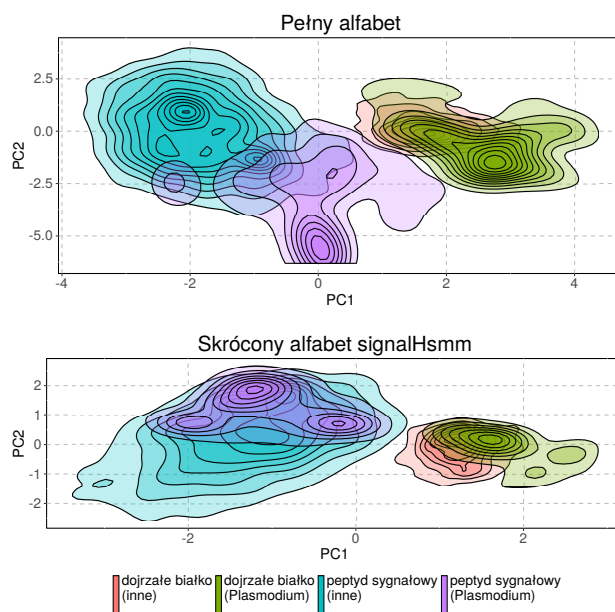 Pełny alfabet
2.5
0.0
-2.5
-5.0
PC2
-4
-2
0
2
4
PC1
Skrócony alfabet signalHsmm
2
1
0
-1
-2
PC2
-2
0
2
PC1
dojrzałe białko (inne)
dojrzałe białko (Plasmodium)
peptyd sygnałowy (inne)
peptyd sygnałowy (Plasmodium)